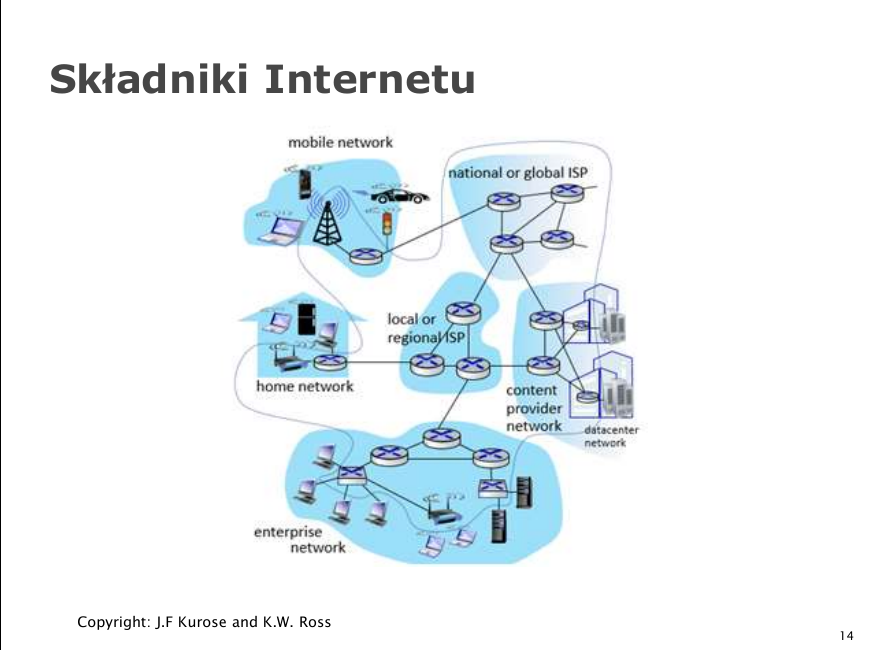 Składniki Internetu
mobile network
national or global ISP
local or
regional ISP
home network
content
provider
network
datacenter
network
enterprise
network
Copyright: J.F Kurose and K.W. Ross
14